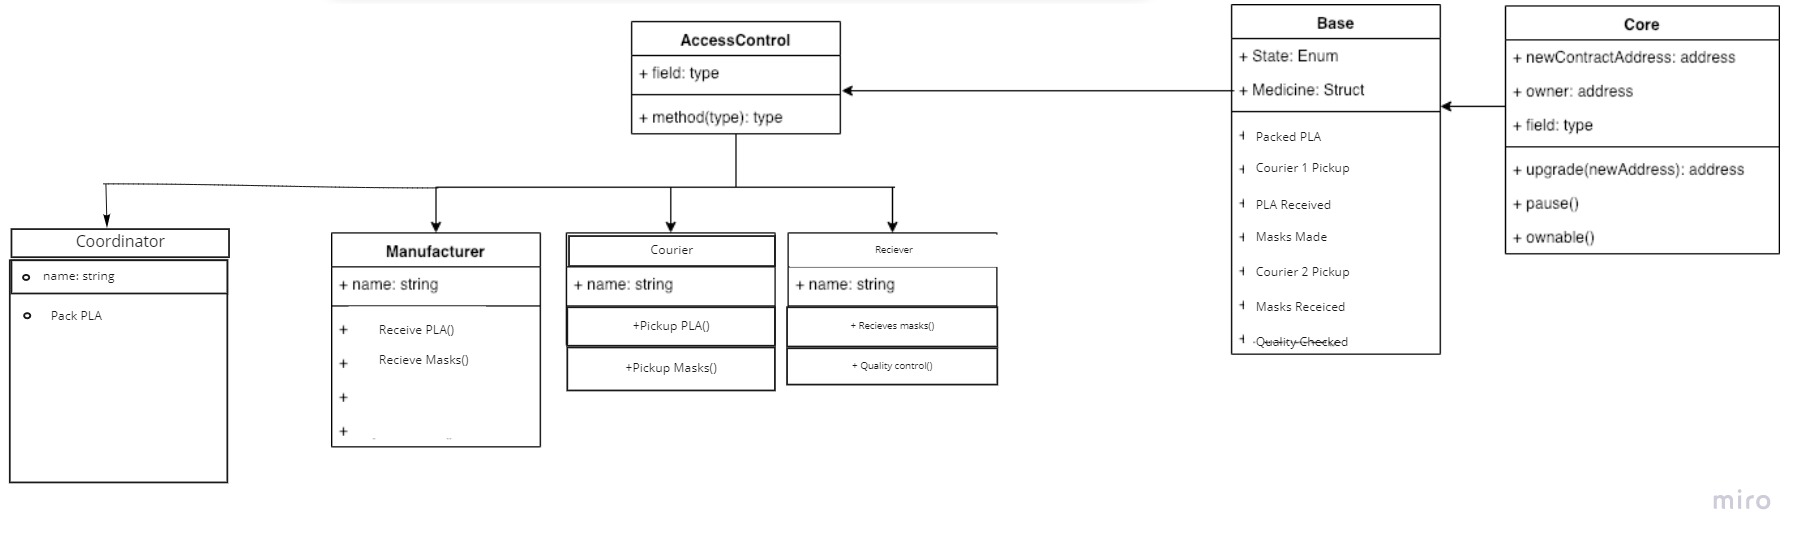 AccessControl
+ field: type
+ method(type): type
Base
+ State: Enum
+ Medicine: Struct
+ Packed PLA
+ Courier 1 Pickup
+ PLA Received
+ Masks Made
+ Courier 2 Pickup
+ Masks Receiced
+ Quality Checked
Core
+ newContractAddress: address
+ owner: address
+ field: type
+ upgrade(newAddress): address
+ pause()
+ ownable()
Coordinator
name: string
Pack PLA
Manufacturer
+ name: string
+ Receive PLA()
+ Recieve Masks()
+
+
Courier
+ name: string
+Pickup PLA()
+Pickup Masks()
Reciever
+ name: string
+ Recieves masks()
+ Quality control()
miro